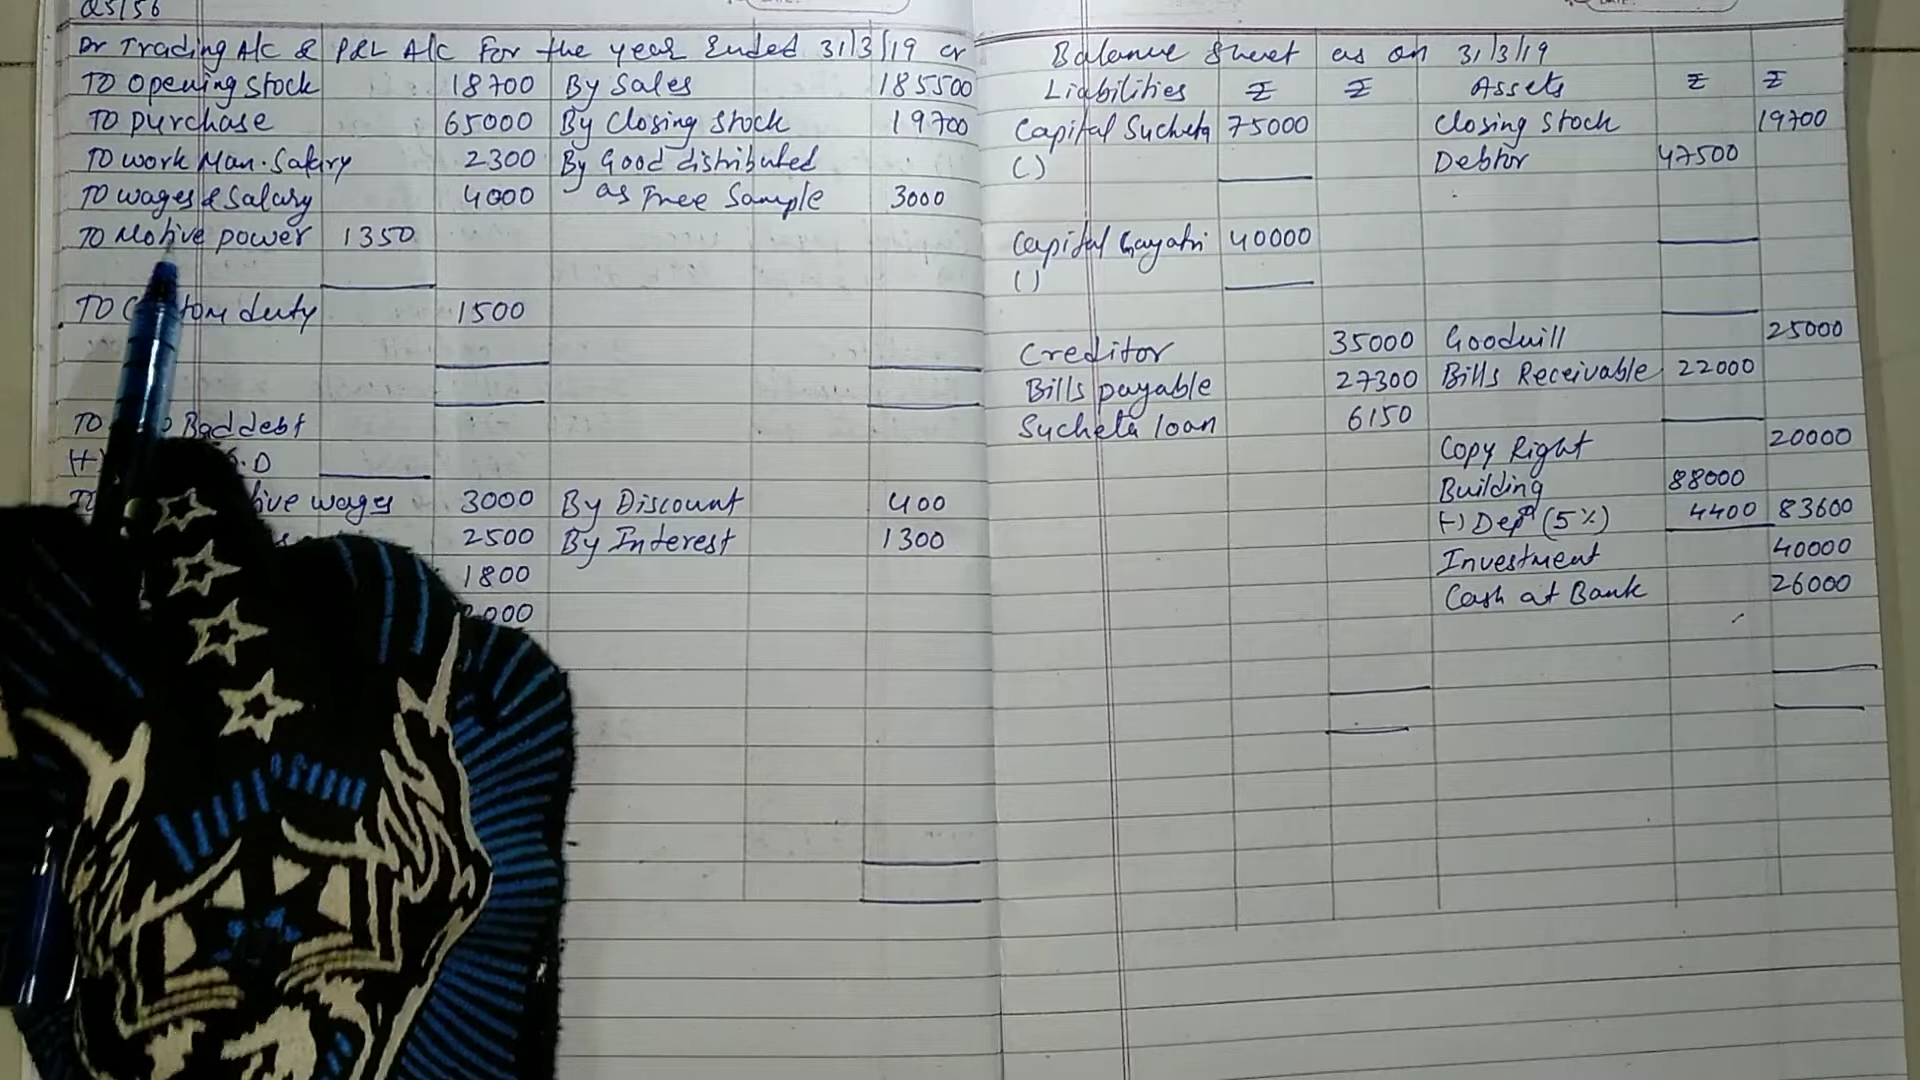 Q5/56
Dr Trading A/c & P&L A/c For the year Ended 31/3/19 cr
TO Opening Stock 18700 By Sales 185500
TO purchase 65000 By Closing Stock 19700
TO work Man. Salary 2300 By Good distributed
TO wages & Salary 4000 as Free Sample 3000
TO Motive power 1350
TO duty 1500
TO Bad debt
(+) D
wages 3000 By Discount 400
2500 By Interest 1300
1800
Balance Sheet as on 31/3/19
Liabilities ₹ ₹ Assets ₹ ₹
Capital Sucheta 75000 Closing Stock 19700
() Debtor 47500
Capital Gayatri 40000
()
Creditor 35000 Goodwill 25000
Bills payable 27300 Bills Receivable 22000
Sucheta loan 6150
Copy Right 20000
Building 88000
(-) Depn (5%) 4400 83600
Investment 40000
Cash at Bank 26000